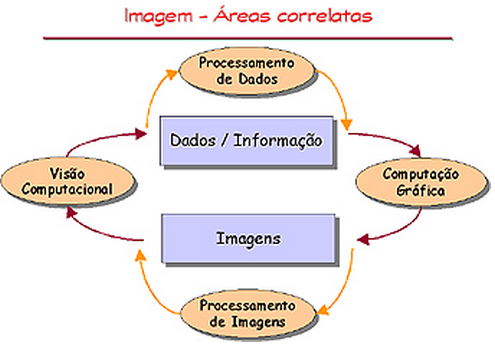 Imagem - Áreas correlatas
Processamento
de Dados
Dados / Informação
Visão
Computacional
Computação
Gráfica
Imagens
Processamento
de Imagens